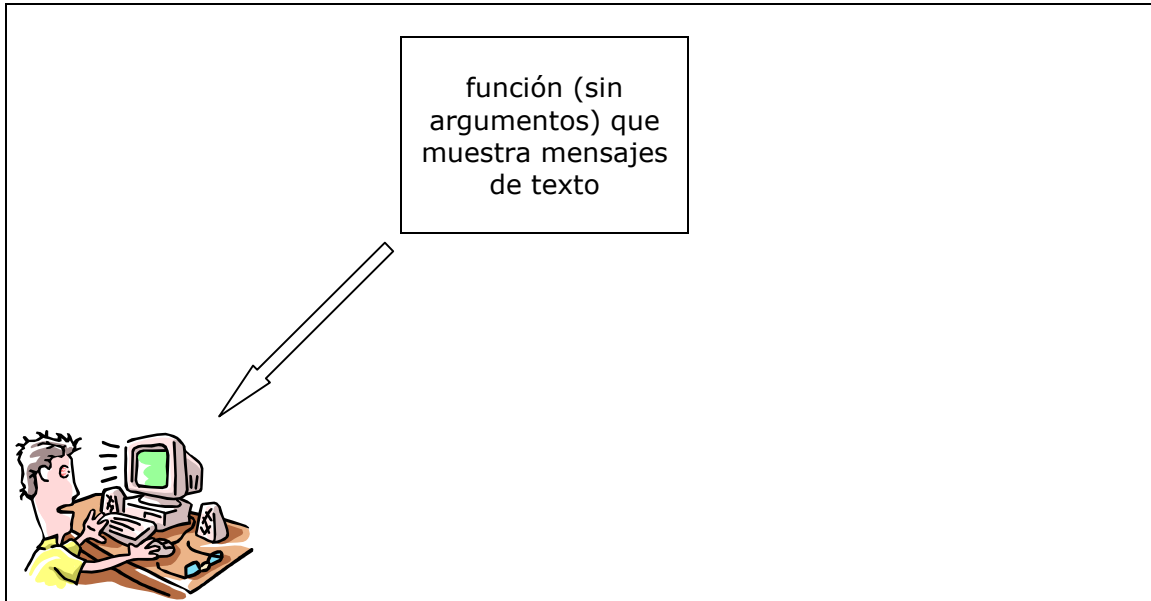 función (sin
argumentos) que
muestra mensajes
de texto